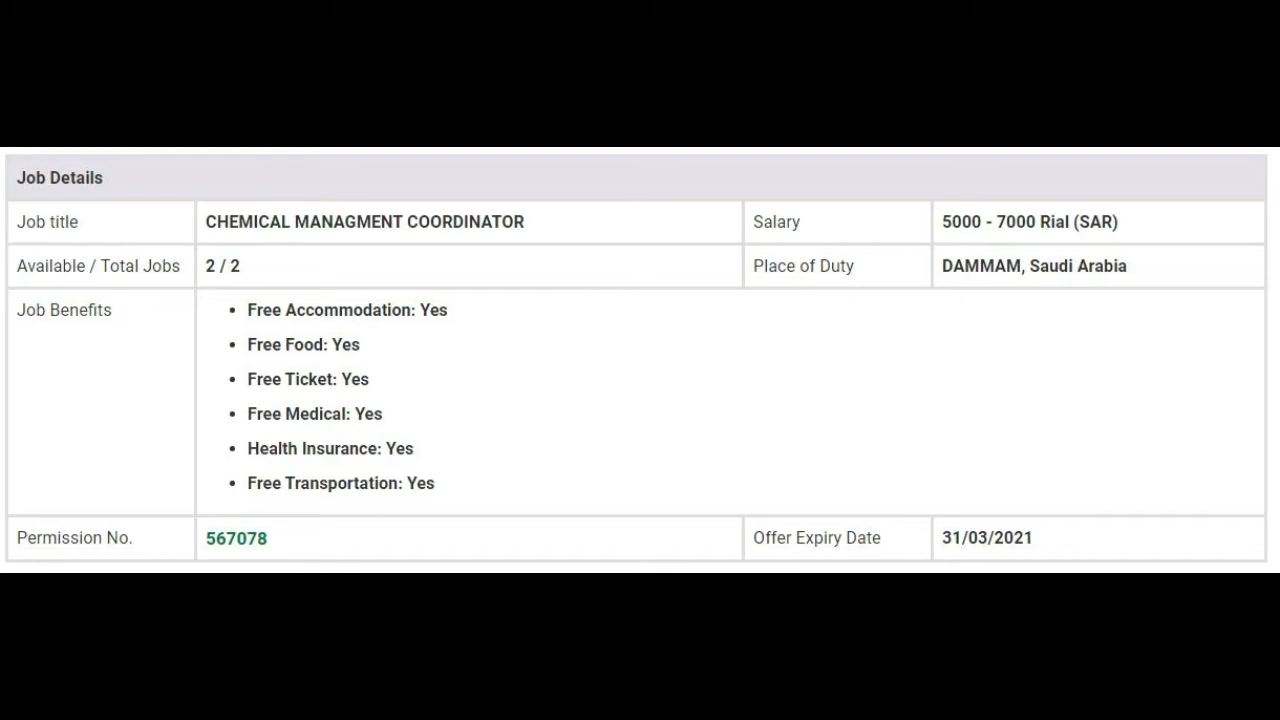 Job Details
Job title CHEMICAL MANAGMENT COORDINATOR Salary 5000 - 7000 Rial (SAR)
Available / Total Jobs 2 / 2 Place of Duty DAMMAM, Saudi Arabia
Job Benefits • Free Accommodation: Yes
• Free Food: Yes
• Free Ticket: Yes
• Free Medical: Yes
• Health Insurance: Yes
• Free Transportation: Yes
Permission No. 567078 Offer Expiry Date 31/03/2021